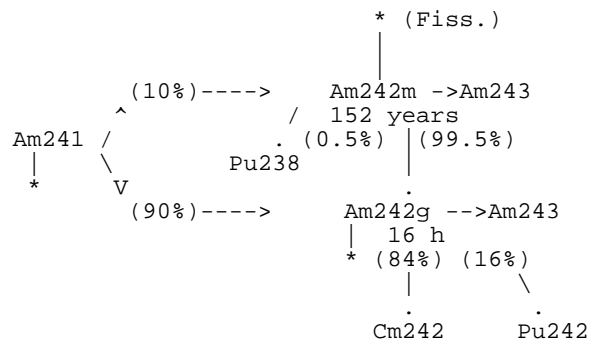 * (Fiss.)
(10%)----> Am242m ->Am243
152 years
Am241
. (0.5%) (99.5%)
Pu238
*
(90%)----> Am242g -->Am243
16 h
* (84%) (16%)
Cm242 Pu242